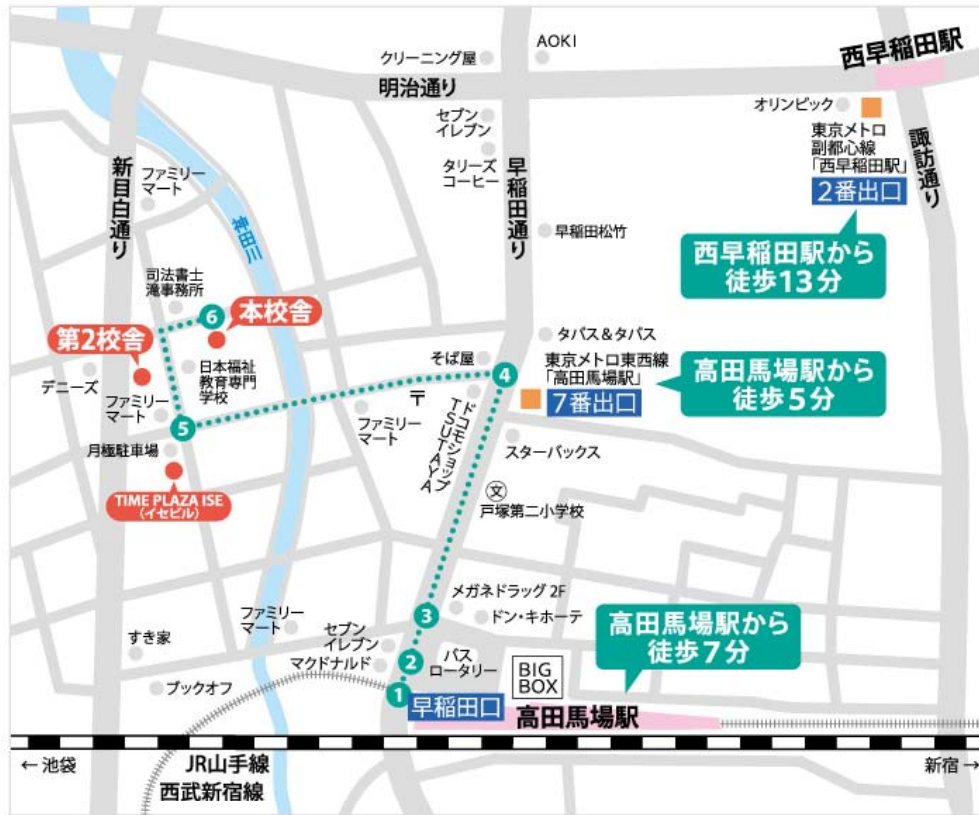 クリーニング屋
AOKI
西早稲田駅
明治通り
オリンピック
セブン
イレブン
東京メトロ
副都心線
「西早稲田駅」
2番出口
諏訪通り
新目白通り
ファミリー
マート
タリーズ
コーヒー
早稲田通り
神田川
早稲田松竹
西早稲田駅から
徒歩13分
司法書士
滝事務所
6
本校舎
第2校舎
タパス&タパス
そば屋
東京メトロ東西線
「高田馬場駅」
7番出口
高田馬場駅から
徒歩5分
デニーズ
日本福祉
教育専門
学校
4
〒
ファミリー
マート
5
ファミリー
マート
ドコモショップ
TSUTAYA
スターバックス
月極駐車場
TIME PLAZA ISE
(イセビル)
文
戸塚第二小学校
メガネドラッグ 2F
3
ドン・キホーテ
高田馬場駅から
徒歩7分
ファミリー
マート
すき家
セブン
イレブン
マクドナルド
2
バス
ロータリー
BIG
BOX
ブックオフ
1
早稲田口
高田馬場駅
← 池袋
JR山手線
西武新宿線
新宿 →